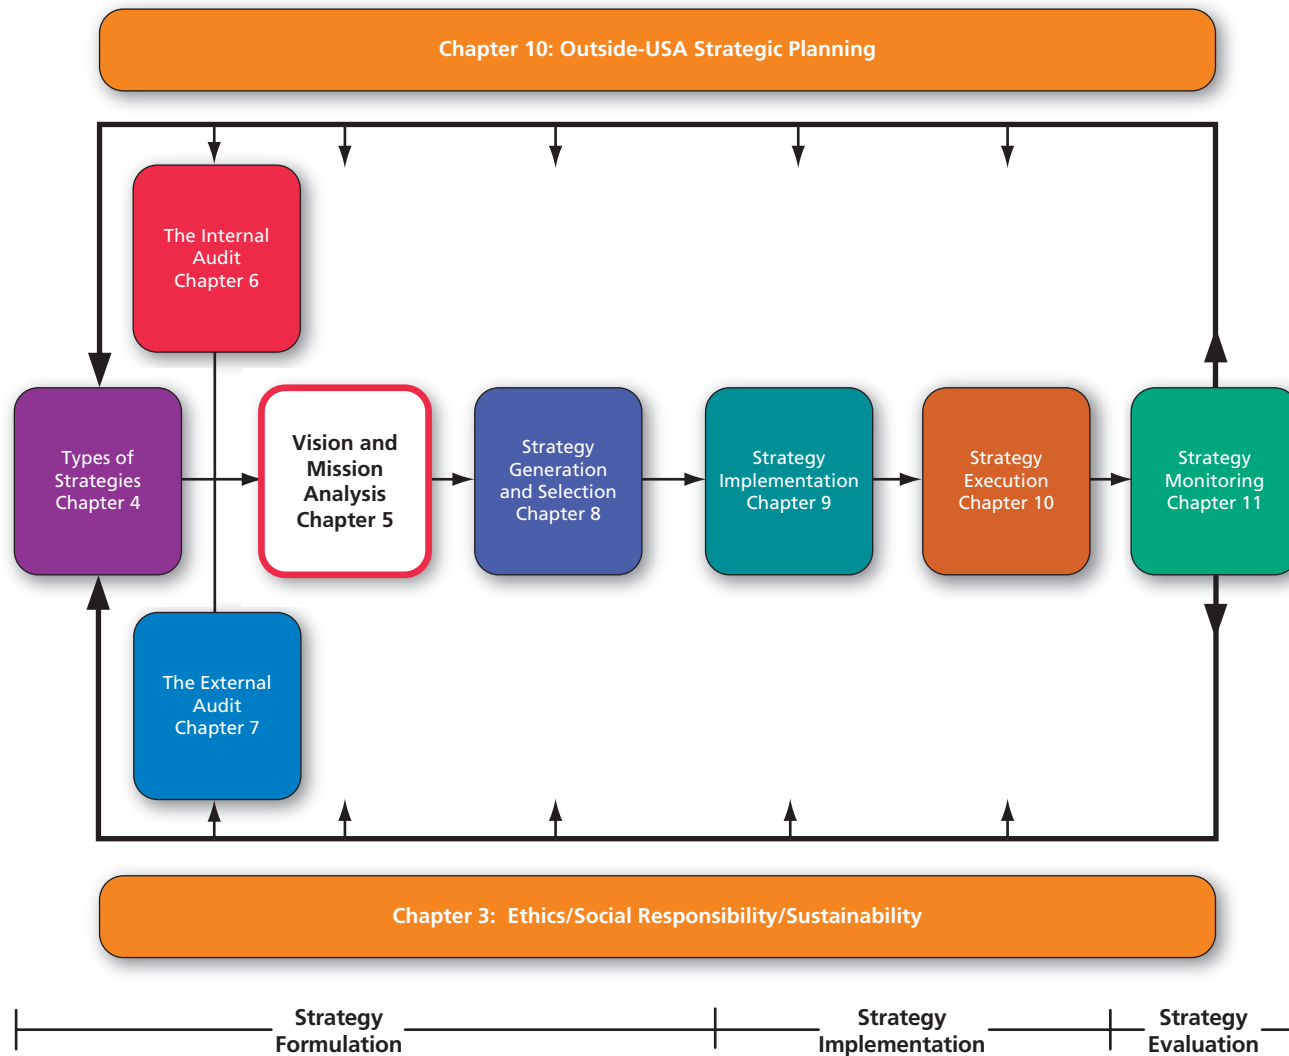 Chapter 10: Outside-USA Strategic Planning
The Internal
Audit
Chapter 6
Types of
Strategies
Chapter 4
Vision and
Mission
Analysis
Chapter 5
Strategy
Generation
and Selection
Chapter 8
Strategy
Implementation
Chapter 9
Strategy
Execution
Chapter 10
Strategy
Monitoring
Chapter 11
The External
Audit
Chapter 7
Chapter 3: Ethics/Social Responsibility/Sustainability
Strategy
Formulation
Strategy
Implementation
Strategy
Evaluation